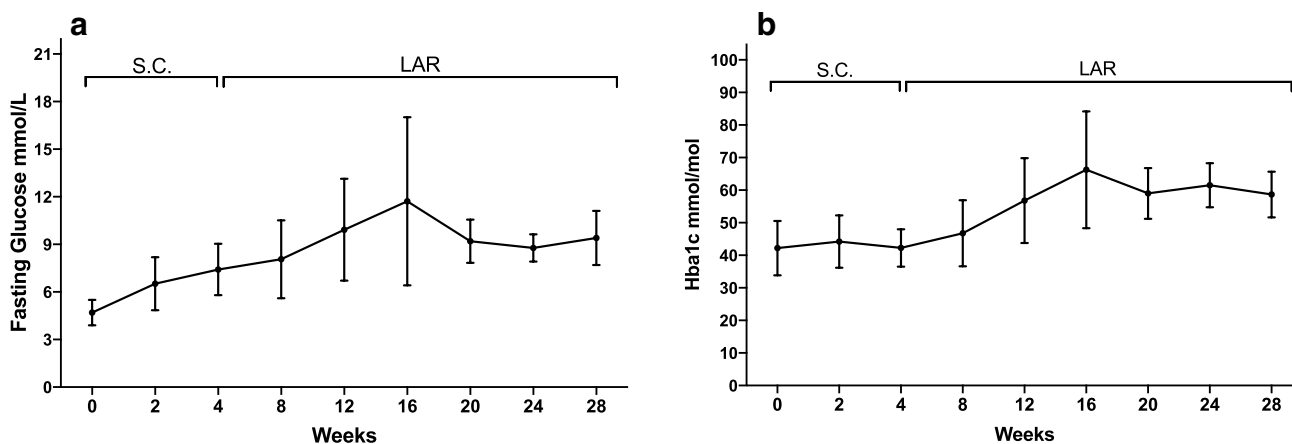 a
S.C.
LAR
21
18
15
12
9
6
3
0
Fasting Glucose mmol/L
0 2 4 8 12 16 20 24 28
Weeks
b
S.C.
LAR
100
90
80
70
60
50
40
30
20
10
0
Hba1c mmol/mol
0 2 4 8 12 16 20 24 28
Weeks